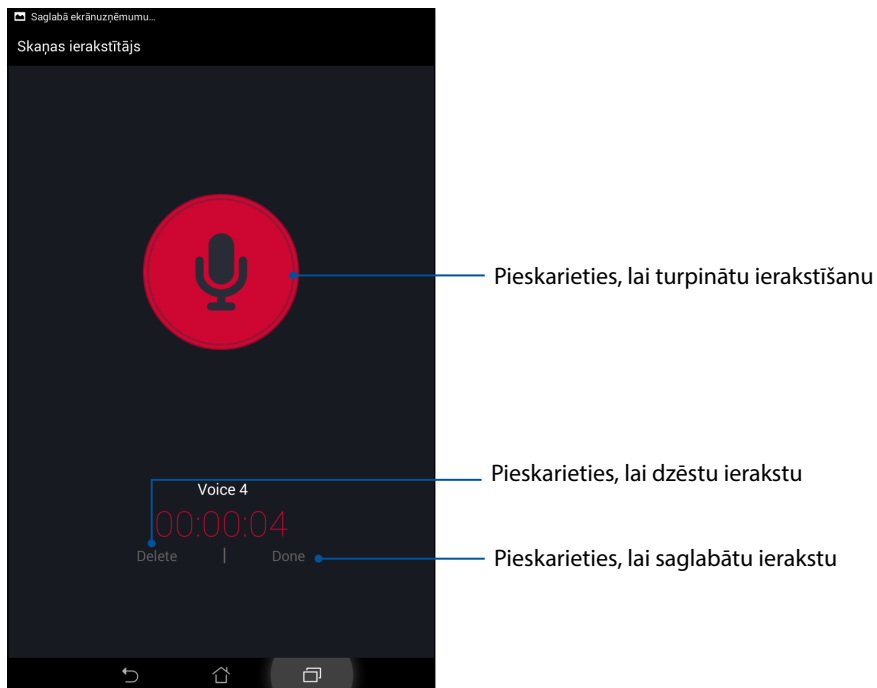 Saglabā ekrānuzņēmumu...
Skaņas ierakstītājs
Pieskarieties, lai turpinātu ierakstīšanu
Pieskarieties, lai dzēstu ierakstu
Voice 4
00:00:04
Delete | Done
Pieskarieties, lai saglabātu ierakstu